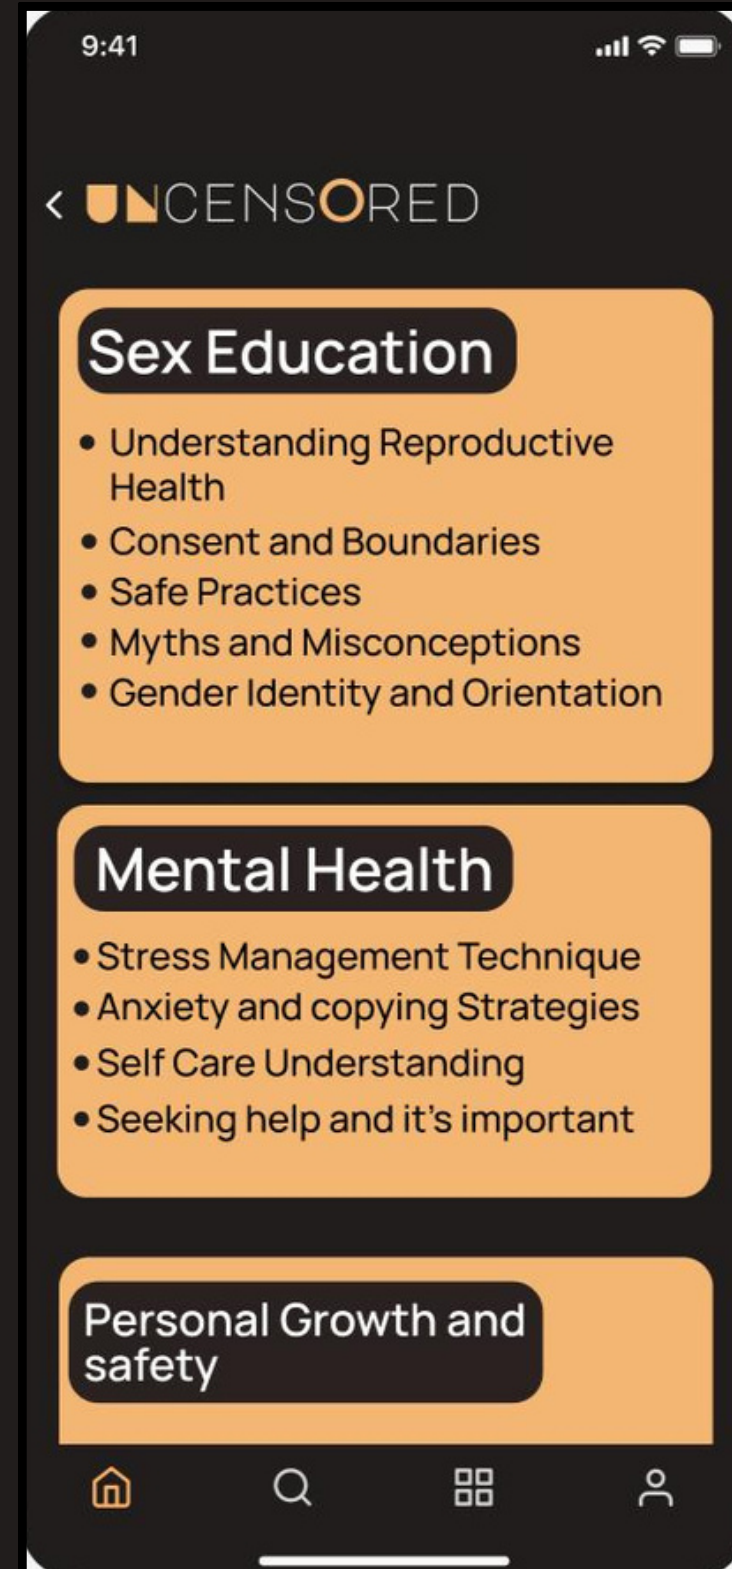 9:41
UNCENSORED
Sex Education
• Understanding Reproductive
Health
• Consent and Boundaries
• Safe Practices
• Myths and Misconceptions
• Gender Identity and Orientation
Mental Health
• Stress Management Technique
• Anxiety and copying Strategies
• Self Care Understanding
• Seeking help and it's important
Personal Growth and
safety